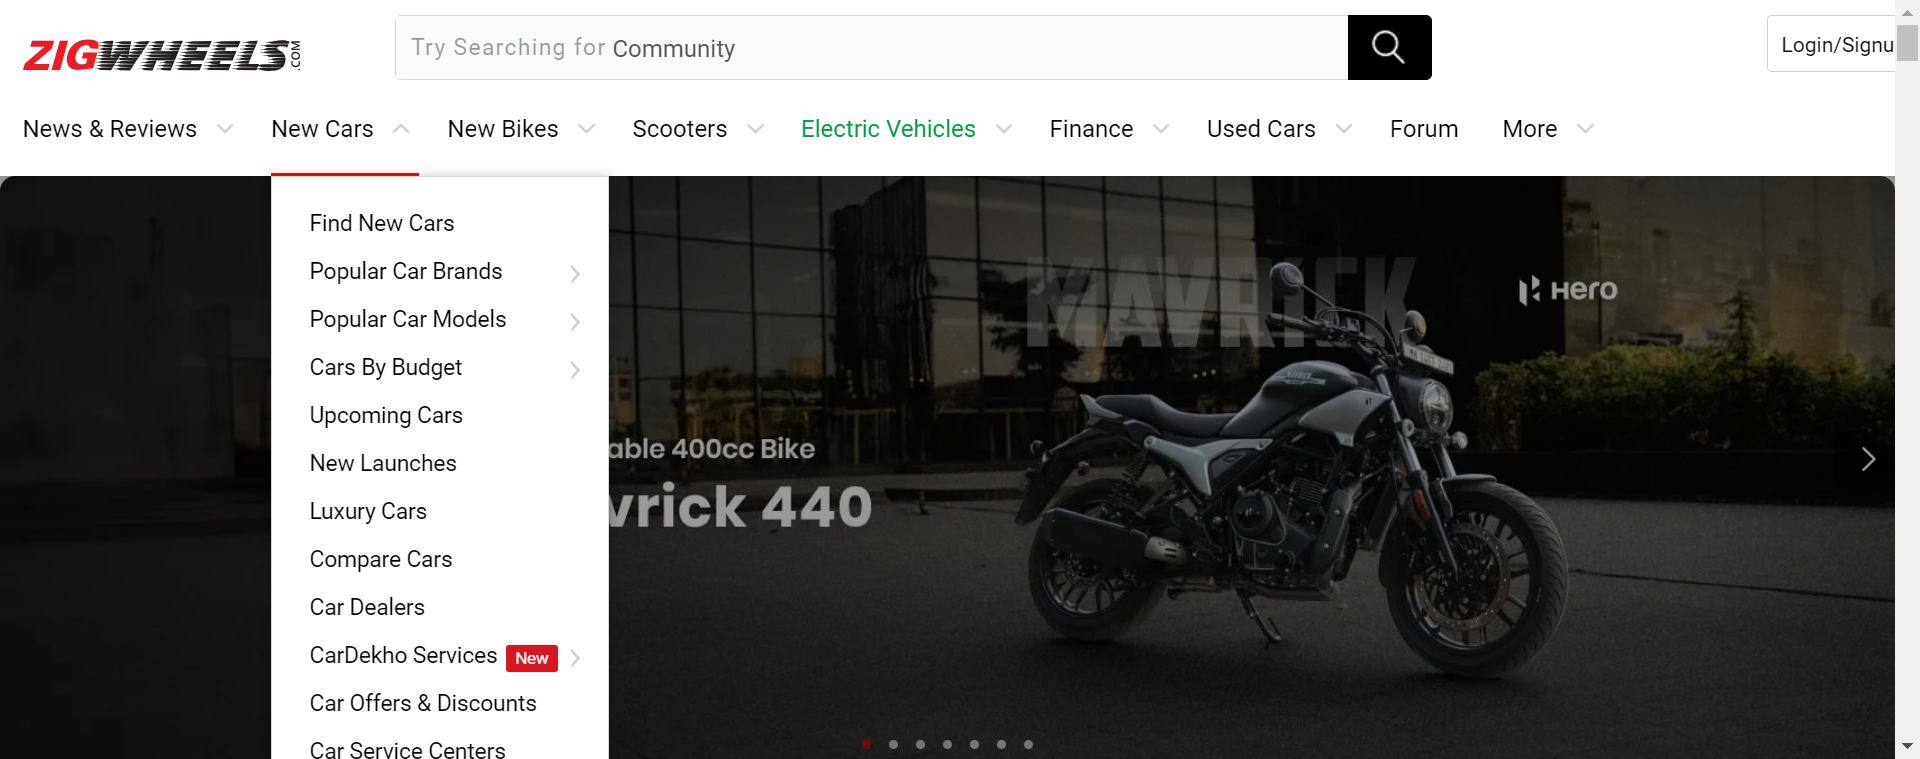 ZIGWHEELS.COM
Try Searching for Community
Login/Signu
News & Reviews
New Cars
New Bikes
Scooters
Electric Vehicles
Finance
Used Cars
Forum
More
Find New Cars
Popular Car Brands
Popular Car Models
Cars By Budget
Upcoming Cars
New Launches
Luxury Cars
Compare Cars
Car Dealers
CarDekho Services New
Car Offers & Discounts
Car Service Centers
MAVRICK
Hero
able 400cc Bike
vrick 440